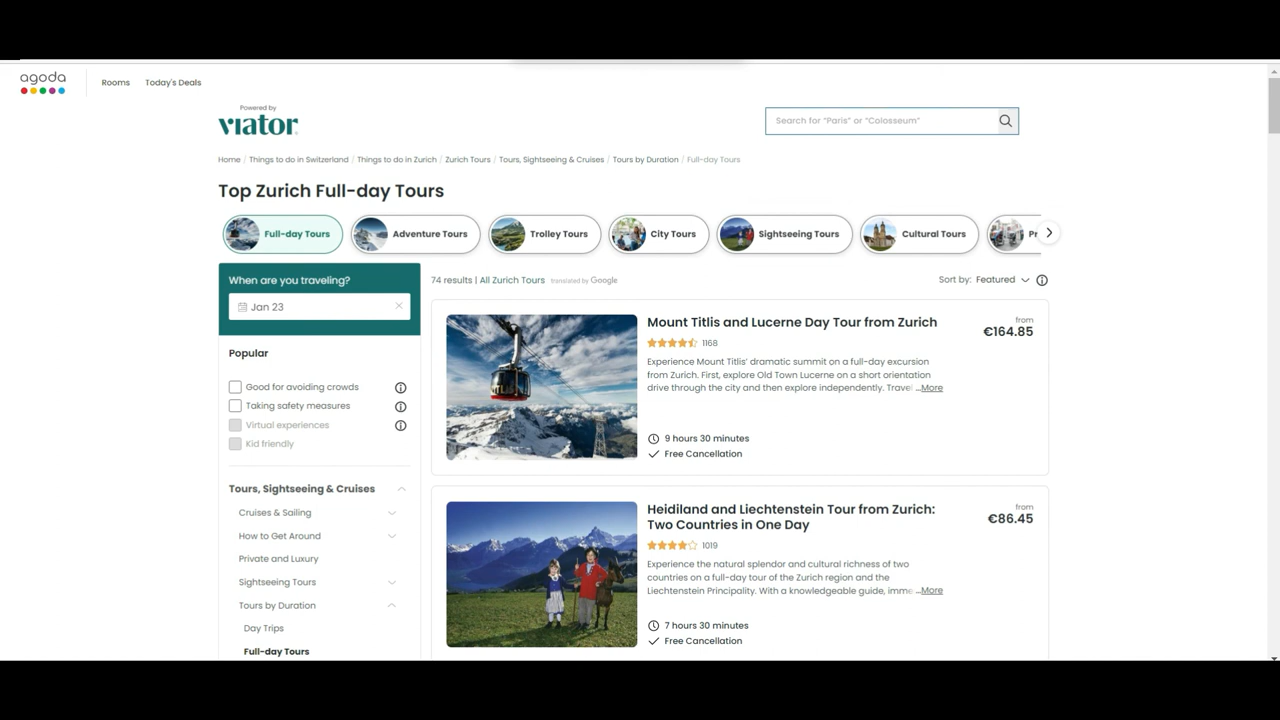 agoda
Rooms
Today's Deals
Powered by
viator
Search for "Paris" or "Colosseum"
Home / Things to do in Switzerland / Things to do in Zurich / Zurich Tours / Tours, Sightseeing & Cruises / Tours by Duration / Full-day Tours
Top Zurich Full-day Tours
Full-day Tours
Adventure Tours
Trolley Tours
City Tours
Sightseeing Tours
Cultural Tours
Pr
When are you traveling?
Jan 23
Popular
Good for avoiding crowds
Taking safety measures
Virtual experiences
Kid friendly
Tours, Sightseeing & Cruises
Cruises & Sailing
How to Get Around
Private and Luxury
Sightseeing Tours
Tours by Duration
Day Trips
Full-day Tours
74 results | All Zurich Tours translated by Google
Sort by: Featured
Mount Titlis and Lucerne Day Tour from Zurich
from
€164.85
1168
Experience Mount Titlis' dramatic summit on a full-day excursion
from Zurich. First, explore Old Town Lucerne on a short orientation
drive through the city and then explore independently. Travel ...More
9 hours 30 minutes
Free Cancellation
Heidiland and Liechtenstein Tour from Zurich:
Two Countries in One Day
from
€86.45
1019
Experience the natural splendor and cultural richness of two
countries on a full-day tour of the Zurich region and the
Liechtenstein Principality. With a knowledgeable guide, imme ...More
7 hours 30 minutes
Free Cancellation